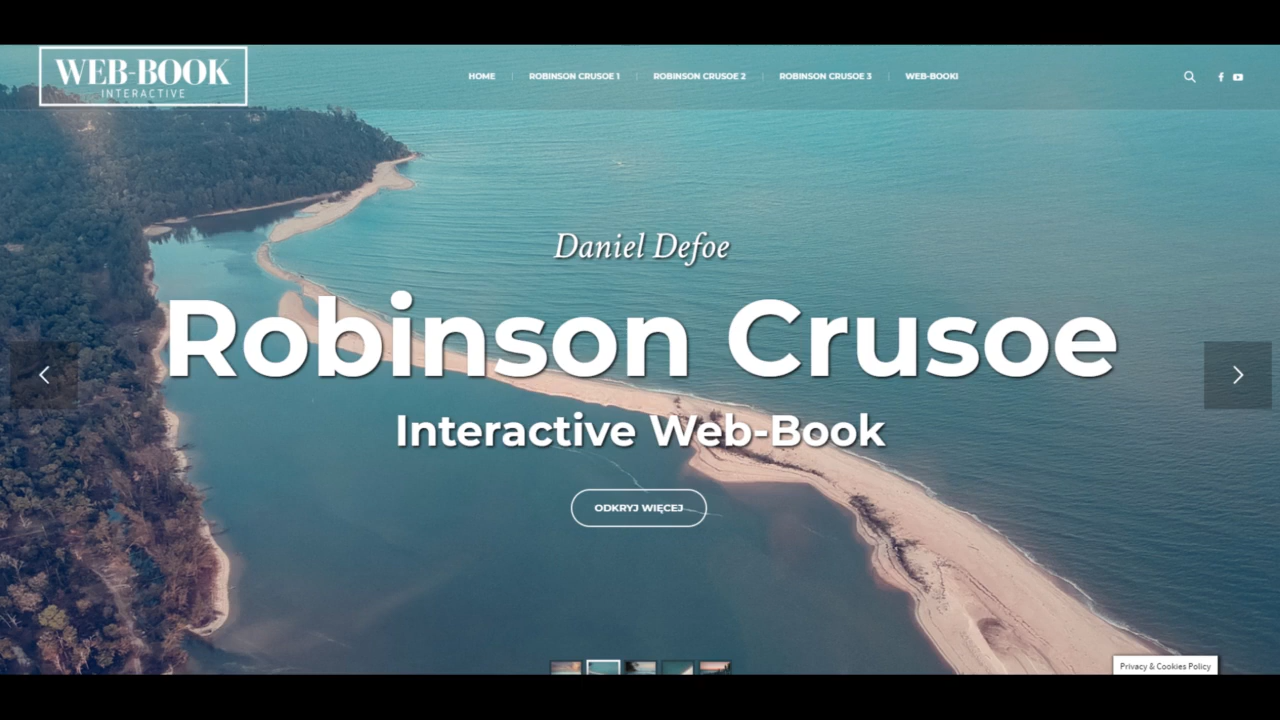 WEB-BOOK
INTERACTIVE
HOME
ROBINSON CRUSOE 1
ROBINSON CRUSOE 2
ROBINSON CRUSOE 3
WEB-BOOKI
Daniel Defoe
Robinson Crusoe
Interactive Web-Book
ODKRYJ WIĘCEJ
Privacy & Cookies Policy